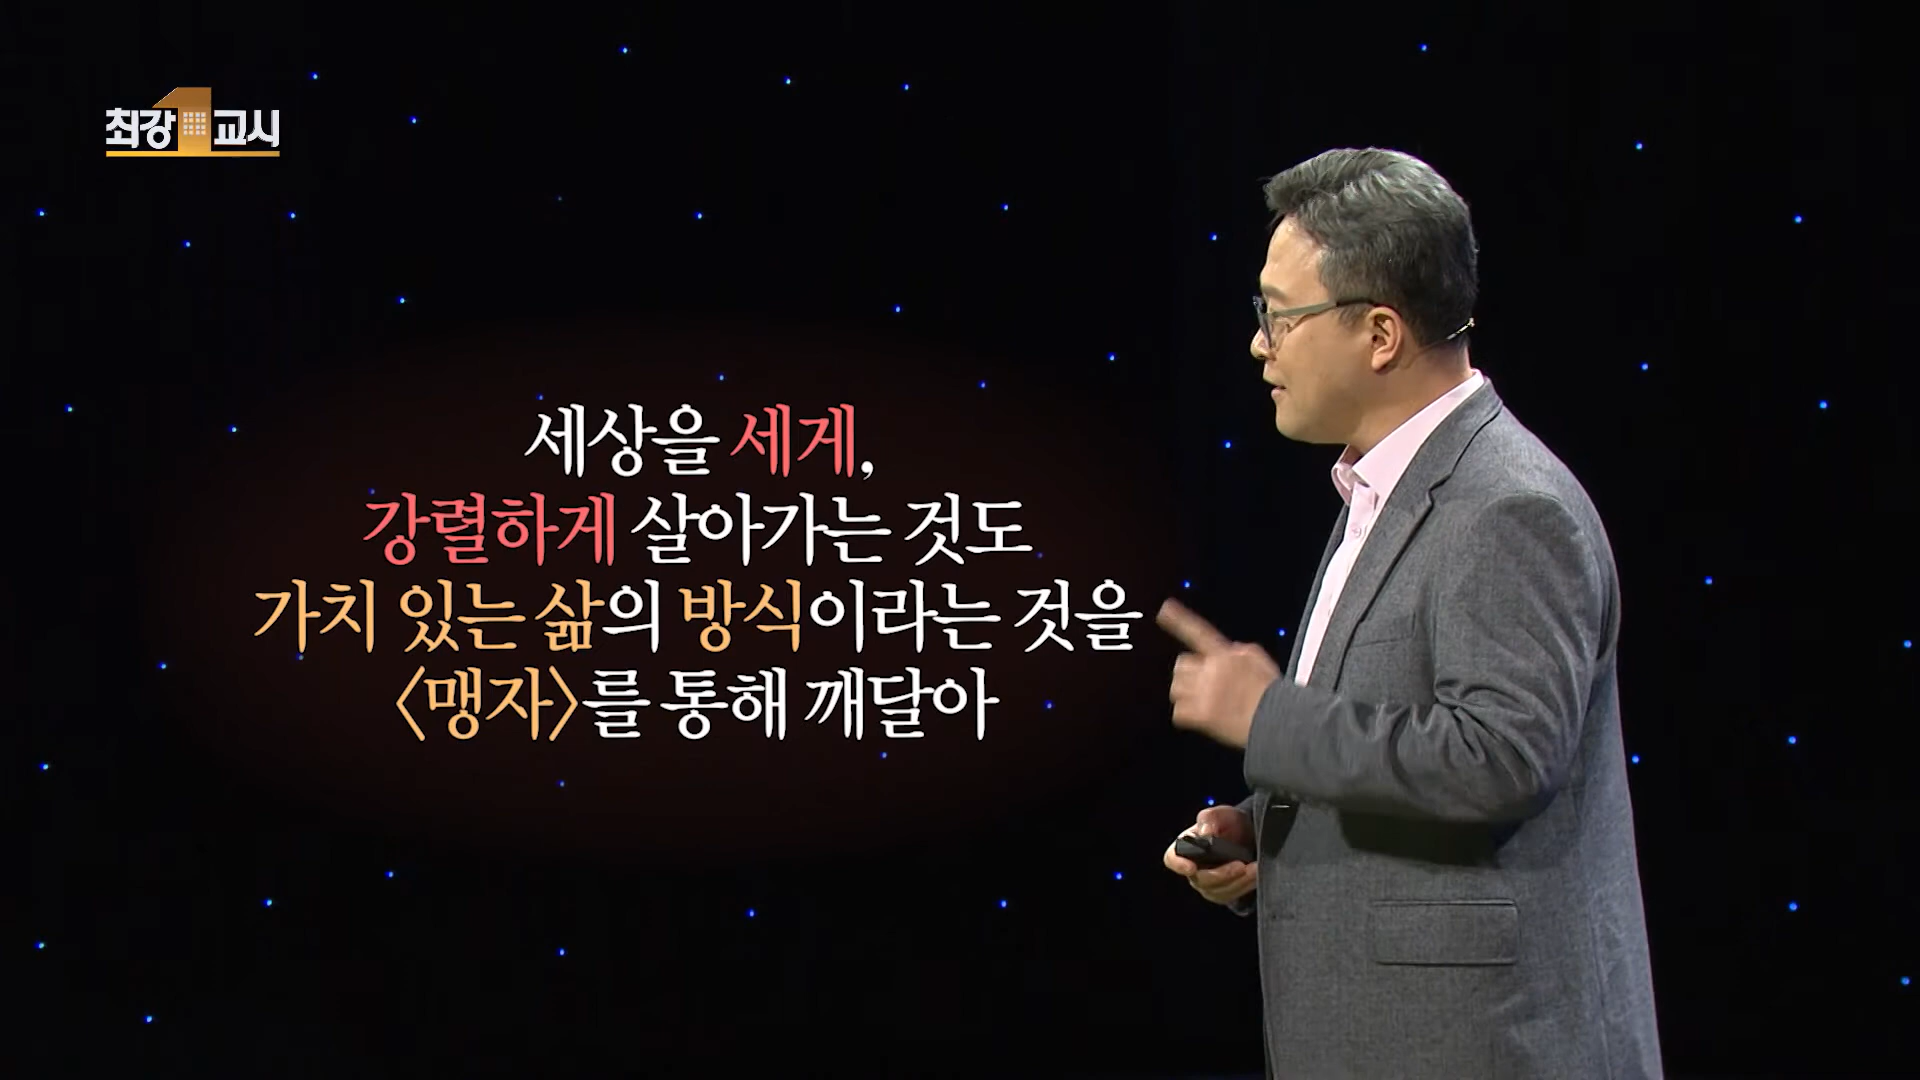 최강1교시
세상을 세게,
강렬하게 살아가는 것도
가치 있는 삶의 방식이라는 것을
<맹자>를 통해 깨달아